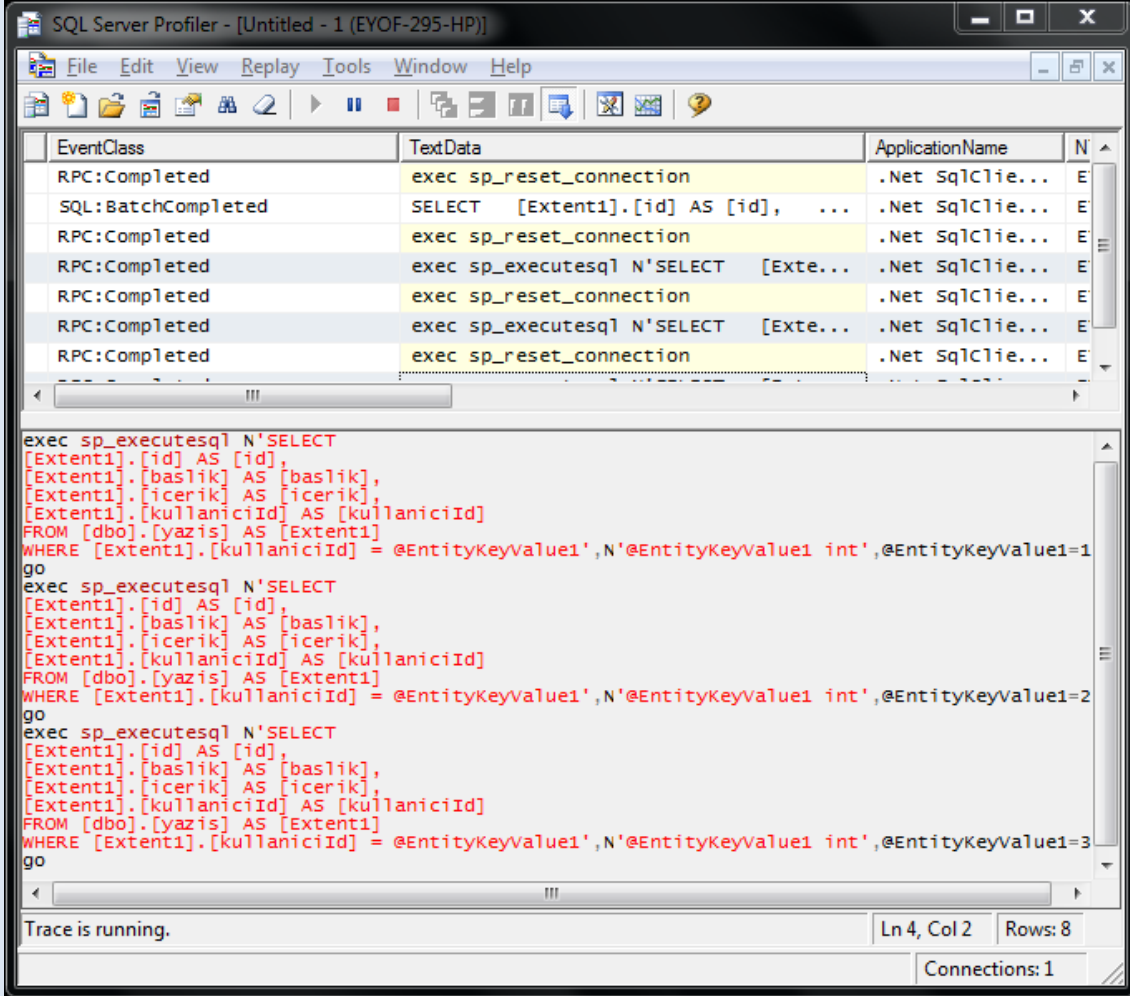 SQL Server Profiler - [Untitled - 1 (EYOF-295-HP)]
File Edit View Replay Tools Window Help
EventClass TextData ApplicationName
RPC:Completed exec sp_reset_connection .Net SqlClie...
SQL:BatchCompleted SELECT [Extent1].[id] AS [id], ... .Net SqlClie...
RPC:Completed exec sp_reset_connection .Net SqlClie...
RPC:Completed exec sp_executesql N'SELECT [Exte... .Net SqlClie...
RPC:Completed exec sp_reset_connection .Net SqlClie...
RPC:Completed exec sp_executesql N'SELECT [Exte... .Net SqlClie...
RPC:Completed exec sp_reset_connection .Net SqlClie...
exec sp_executesql N'SELECT
[Extent1].[id] AS [id],
[Extent1].[baslik] AS [baslik],
[Extent1].[icerik] AS [icerik],
[Extent1].[kullaniciId] AS [kullaniciId]
FROM [dbo].[yazis] AS [Extent1]
WHERE [Extent1].[kullaniciId] = @EntityKeyValue1',N'@EntityKeyValue1 int',@EntityKeyValue1=1
go
exec sp_executesql N'SELECT
[Extent1].[id] AS [id],
[Extent1].[baslik] AS [baslik],
[Extent1].[icerik] AS [icerik],
[Extent1].[kullaniciId] AS [kullaniciId]
FROM [dbo].[yazis] AS [Extent1]
WHERE [Extent1].[kullaniciId] = @EntityKeyValue1',N'@EntityKeyValue1 int',@EntityKeyValue1=2
go
exec sp_executesql N'SELECT
[Extent1].[id] AS [id],
[Extent1].[baslik] AS [baslik],
[Extent1].[icerik] AS [icerik],
[Extent1].[kullaniciId] AS [kullaniciId]
FROM [dbo].[yazis] AS [Extent1]
WHERE [Extent1].[kullaniciId] = @EntityKeyValue1',N'@EntityKeyValue1 int',@EntityKeyValue1=3
go
Trace is running. Ln 4, Col 2 Rows: 8
Connections: 1